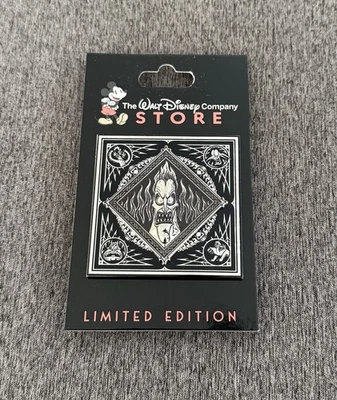 The WALT DISNEY Company
STORE
LIMITED EDITION